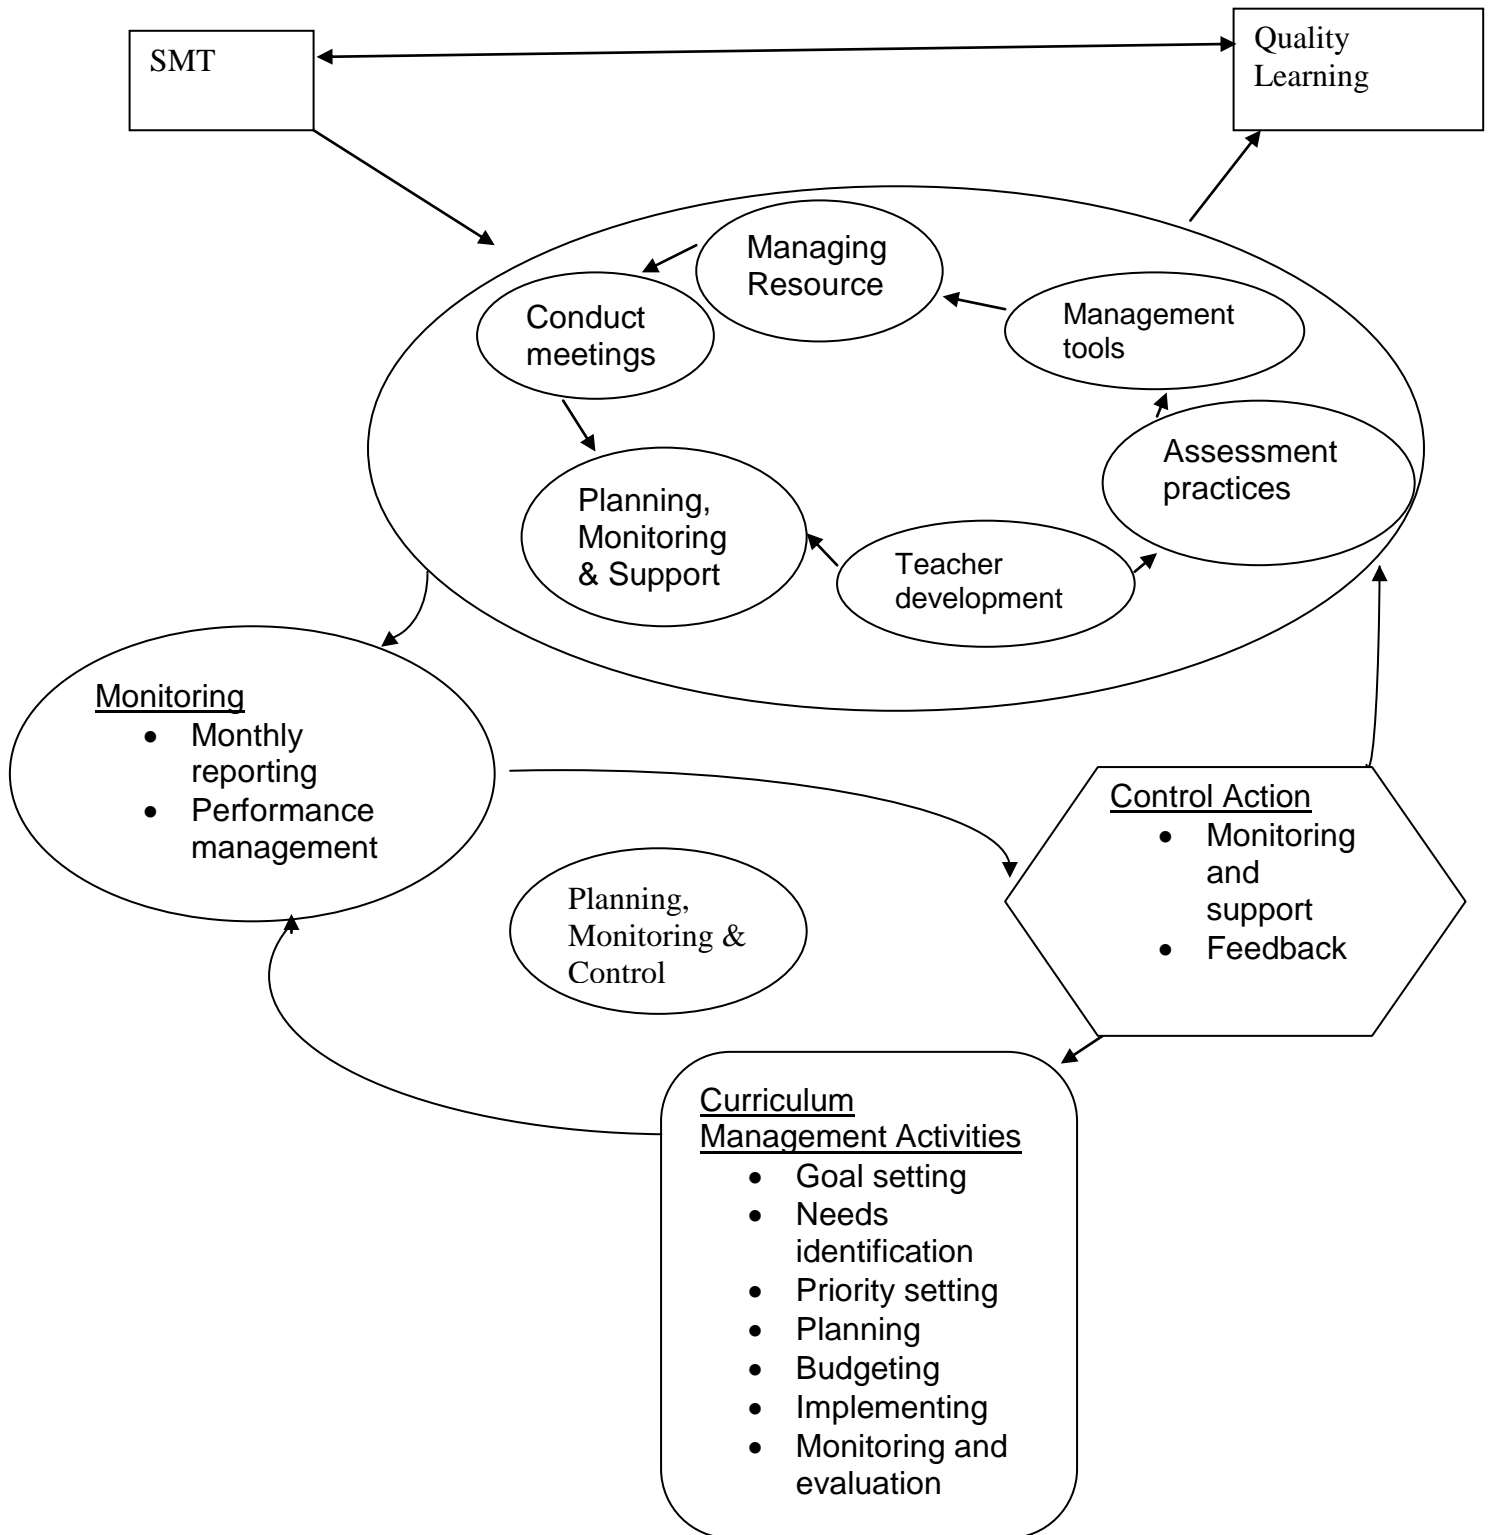 SMT
Quality
Learning
Managing
Resource
Conduct
meetings
Management
tools
Assessment
practices
Planning,
Monitoring
& Support
Teacher
development
Monitoring
• Monthly
reporting
• Performance
management
Control Action
• Monitoring
and
support
• Feedback
Planning,
Monitoring &
Control
Curriculum
Management Activities
• Goal setting
• Needs
identification
• Priority setting
• Planning
• Budgeting
• Implementing
• Monitoring and
evaluation